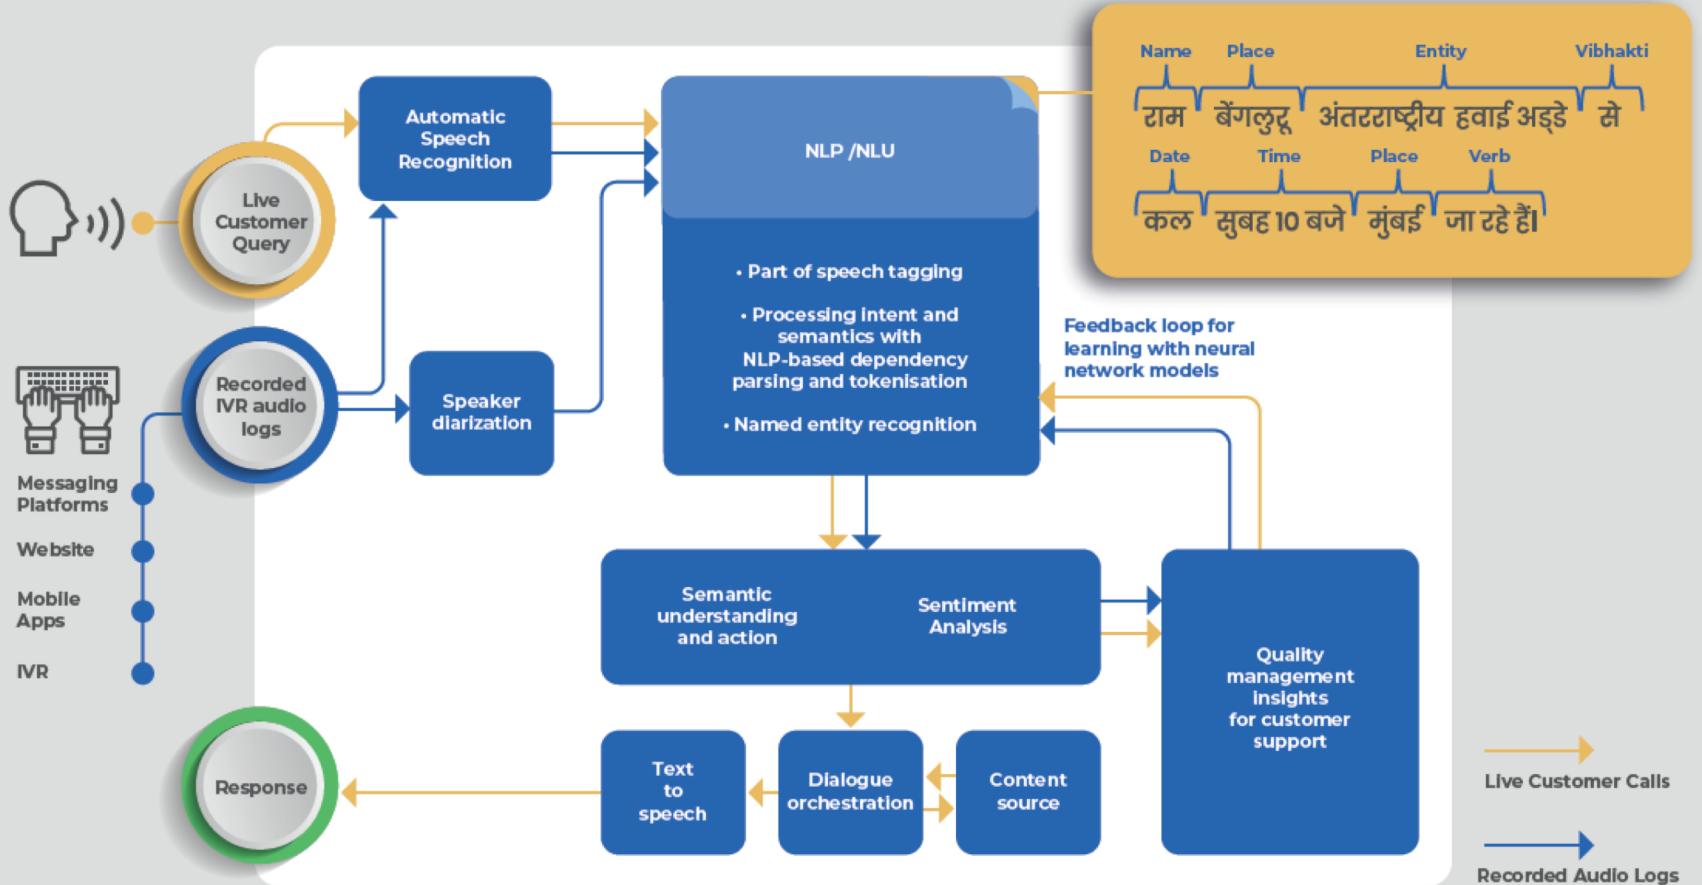 Name Place Entity Vibhakti
राम बेंगलुरू अंतरराष्ट्रीय हवाई अड्डे से
Date Time Place Verb
कल सुबह 10 बजे मुंबई जा रहे हैं।
Automatic
Speech
Recognition
NLP /NLU
Live
Customer
Query
• Part of speech tagging
• Processing intent and
semantics with
NLP-based dependency
parsing and tokenisation
• Named entity recognition
Feedback loop for
learning with neural
network models
Recorded
IVR audio
logs
Speaker
diarization
Messaging
Platforms
Website
Mobile
Apps
IVR
Semantic
understanding
and action
Sentiment
Analysis
Quality
management
insights
for customer
support
Response
Text
to
speech
Dialogue
orchestration
Content
source
Live Customer Calls
Recorded Audio Logs